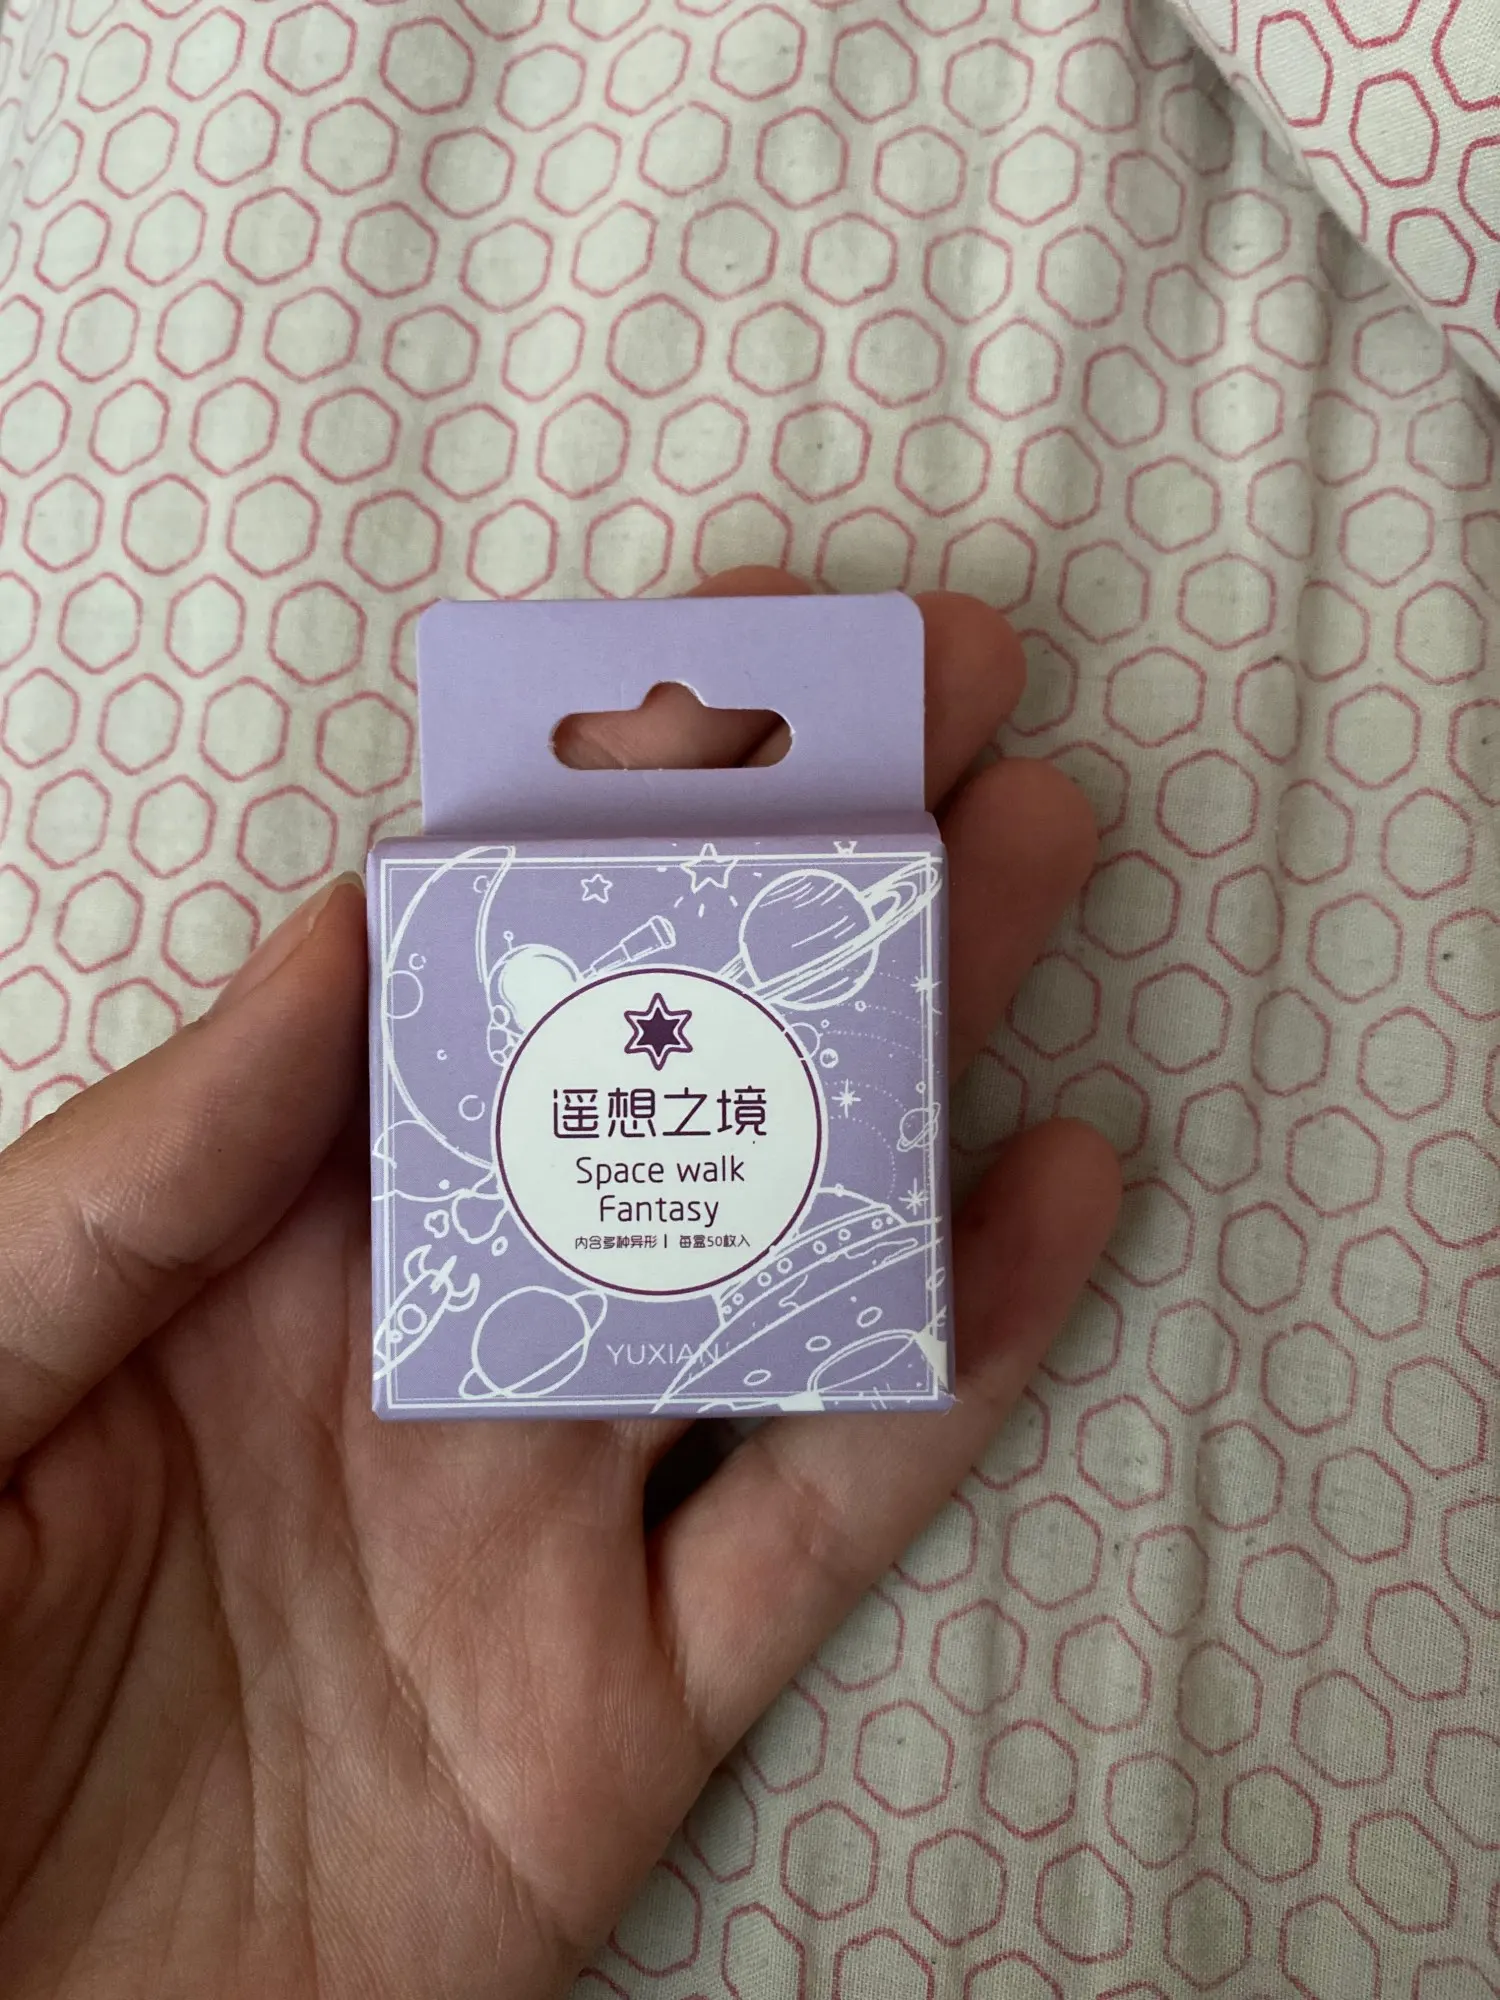 遥想之境
Space walk
Fantasy
内含多种异形 | 每盒50枚入
YUXIAN